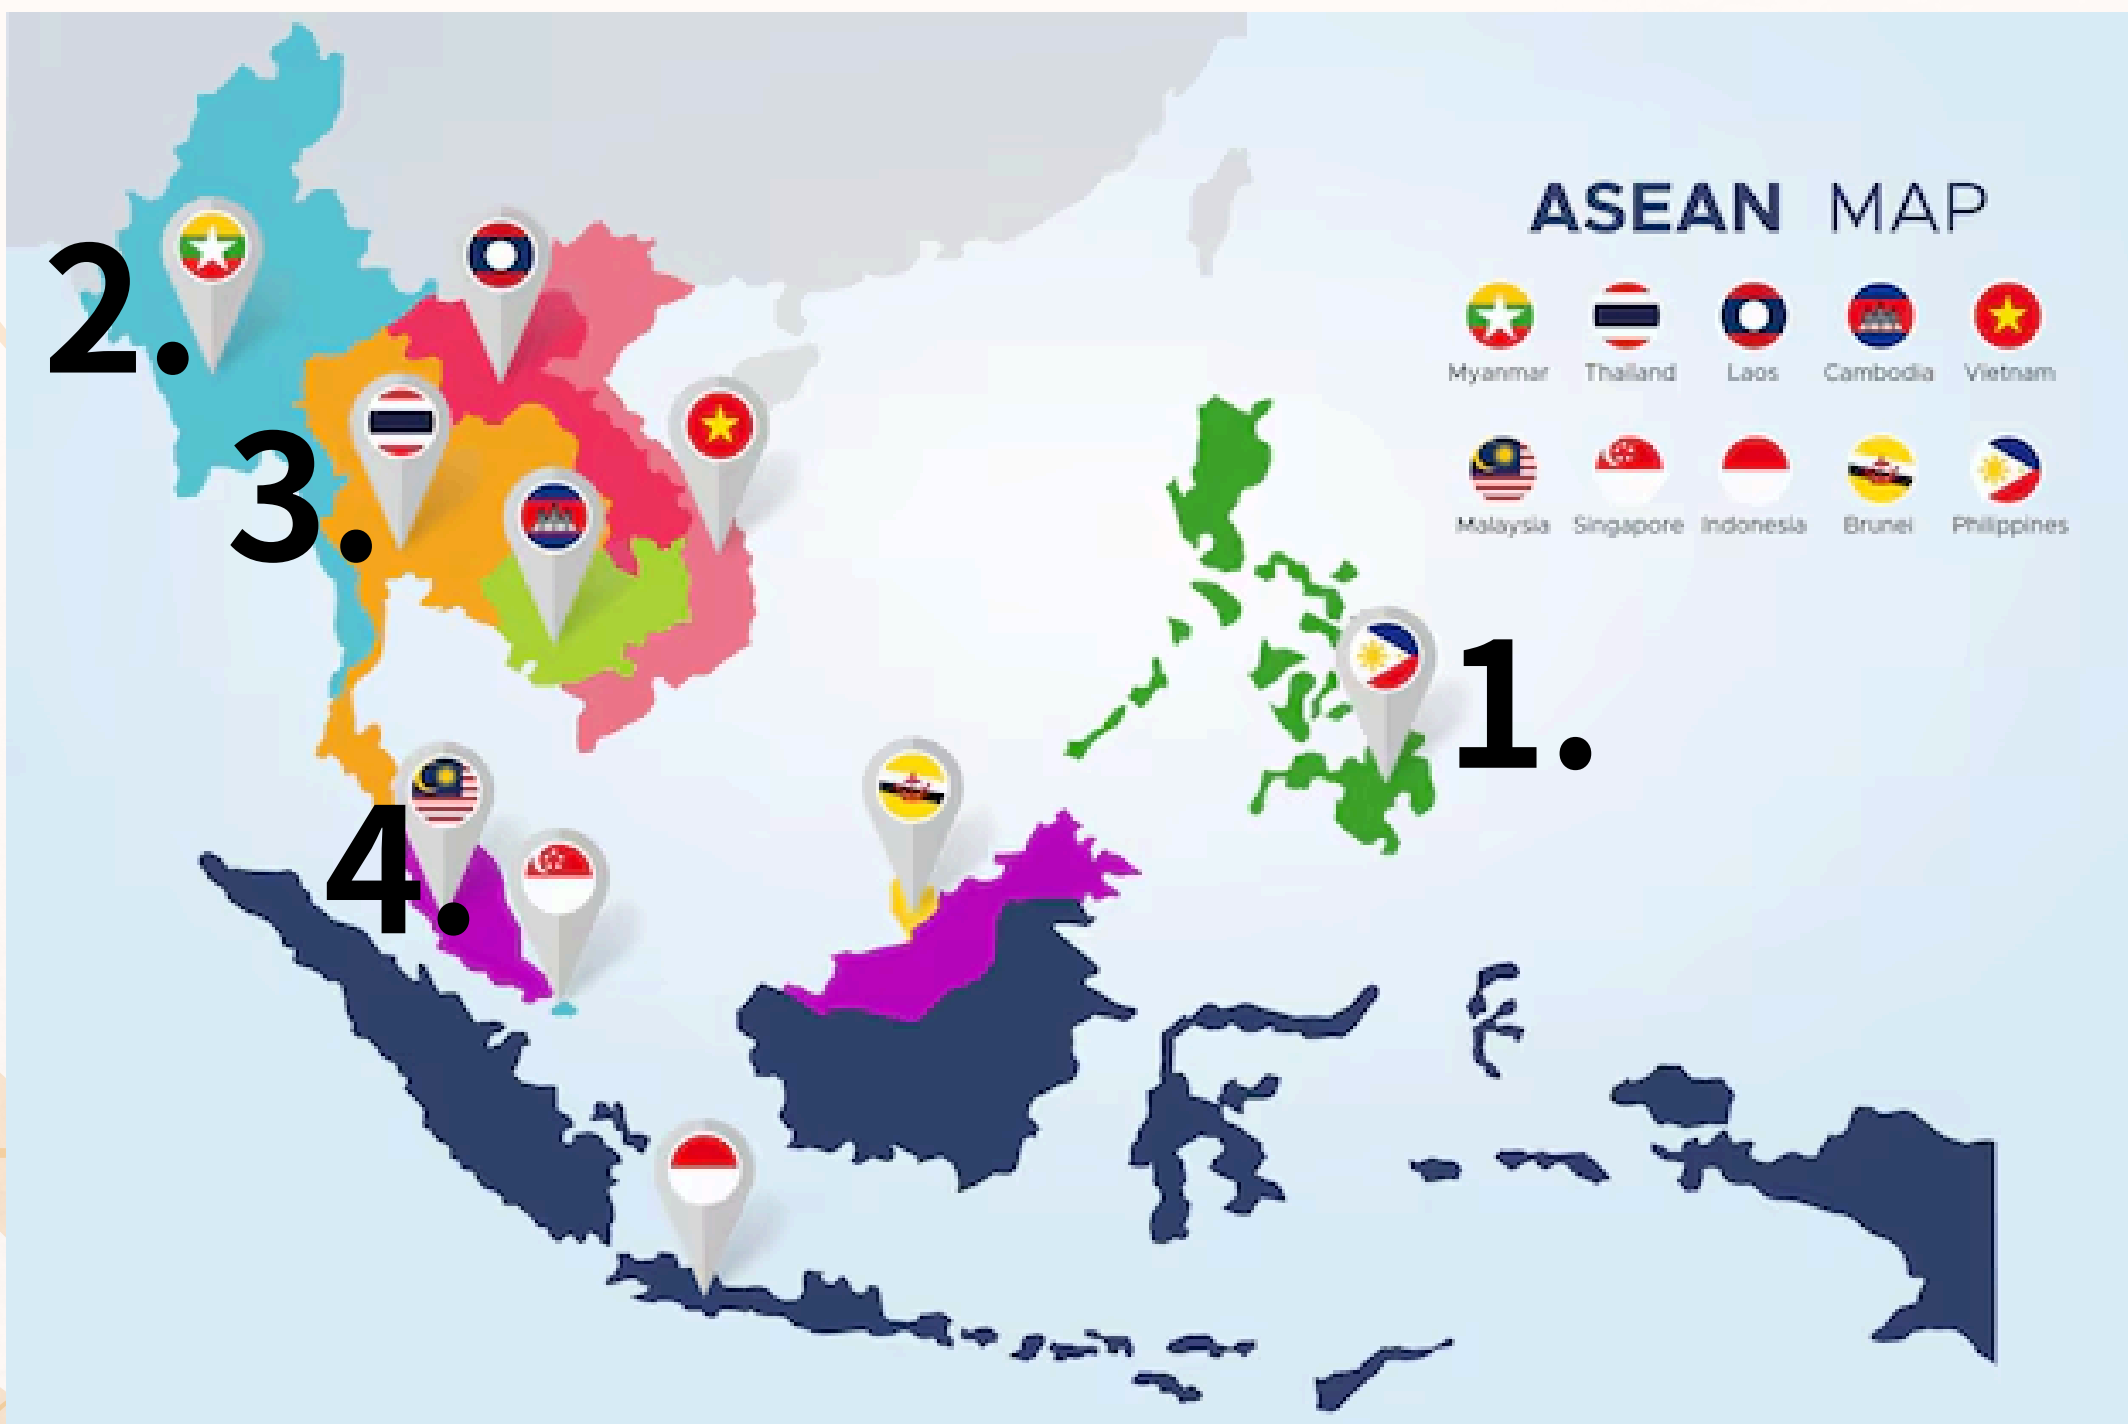 ASEAN MAP
Myanmar Thailand Laos Cambodia Vietnam
Malaysia Singapore Indonesia Brunei Philippines
2.
3.
1.
4.